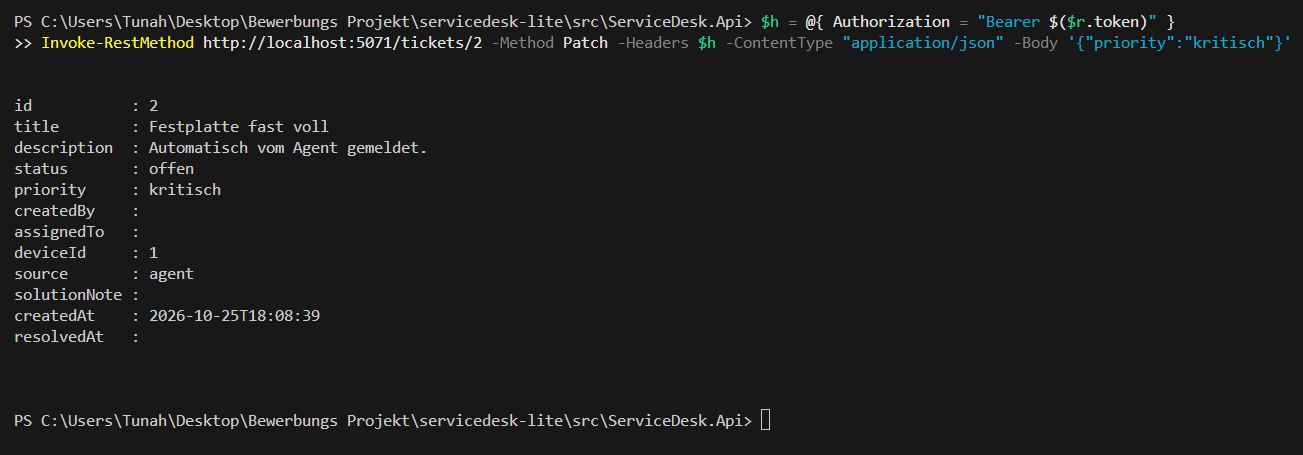 PS C:\Users\Tunah\Desktop\Bewerbungs Projekt\servicedesk-lite\src\ServiceDesk.Api> $h = @{ Authorization = "Bearer $($r.token)" }
>> Invoke-RestMethod http://localhost:5071/tickets/2 -Method Patch -Headers $h -ContentType "application/json" -Body '{"priority":"kritisch"}'
id           : 2
title        : Festplatte fast voll
description  : Automatisch vom Agent gemeldet.
status       : offen
priority     : kritisch
createdBy    :
assignedTo   :
deviceId     : 1
source       : agent
solutionNote :
createdAt    : 2026-10-25T18:08:39
resolvedAt   :
PS C:\Users\Tunah\Desktop\Bewerbungs Projekt\servicedesk-lite\src\ServiceDesk.Api>